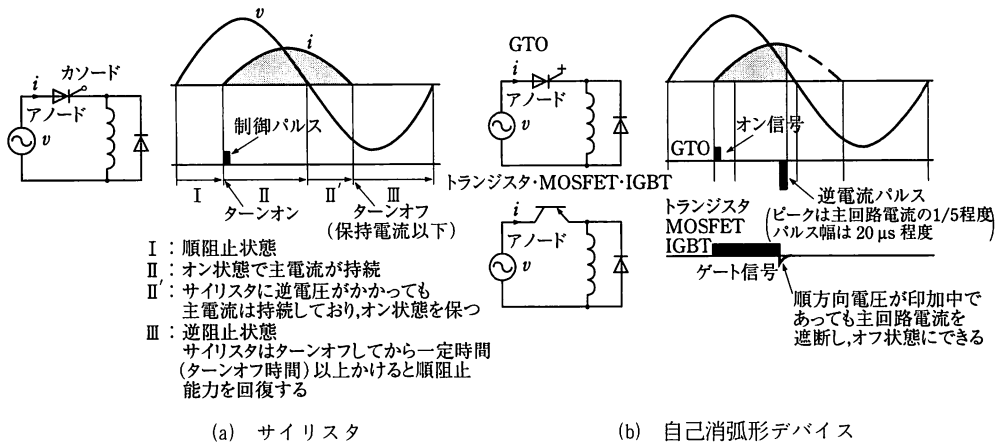 カソード
i
アノード
v
v
i
制御パルス
I
II
II′
III
ターンオン
ターンオフ
(保持電流以下)
I：順阻止状態
II：オン状態で主電流が持続
II′：サイリスタに逆電圧がかかっても
主電流は持続しており,オン状態を保つ
III：逆阻止状態
サイリスタはターンオフしてから一定時間
(ターンオフ時間)以上かけると順阻止
能力を回復する
(a) サイリスタ
GTO
i
アノード
v
トランジスタ・MOSFET・IGBT
i
アノード
v
オン信号
GTO
逆電流パルス
(ピークは主回路電流の1/5程度
パルス幅は 20 μs 程度)
トランジスタ
MOSFET
IGBT
ゲート信号
順方向電圧が印加中で
あっても主回路電流を
遮断し,オフ状態にできる
(b) 自己消弧形デバイス